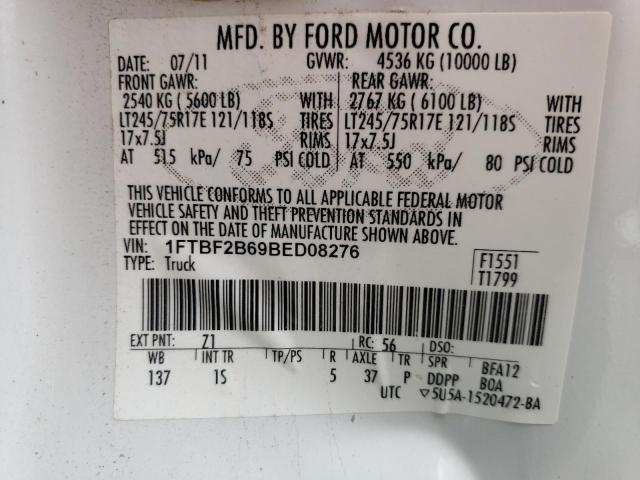 MFD. BY FORD MOTOR CO.
DATE: 07/11 GVWR: 4536 KG (10000 LB)
FRONT GAWR: REAR GAWR:
2540 KG ( 5600 LB) WITH 2767 KG ( 6100 LB) WITH
LT245/75R17E 121/118S TIRES LT245/75R17E 121/118S TIRES
17x7.5J RIMS 17x7.5J RIMS
AT 515 kPa/ 75 PSI COLD AT 550 kPa/ 80 PSI COLD
THIS VEHICLE CONFORMS TO ALL APPLICABLE FEDERAL MOTOR
VEHICLE SAFETY AND THEFT PREVENTION STANDARDS IN
EFFECT ON THE DATE OF MANUFACTURE SHOWN ABOVE.
VIN: 1FTBF2B69BED08276
TYPE: Truck
F1551
T1799
EXT PNT: Z1 RC: 56 DSO:
WB INT TR TP/PS R AXLE TR SPR BFA12
137 1S 5 37 P DDPP B0A
UTC ▽5U5A-1520472-BA